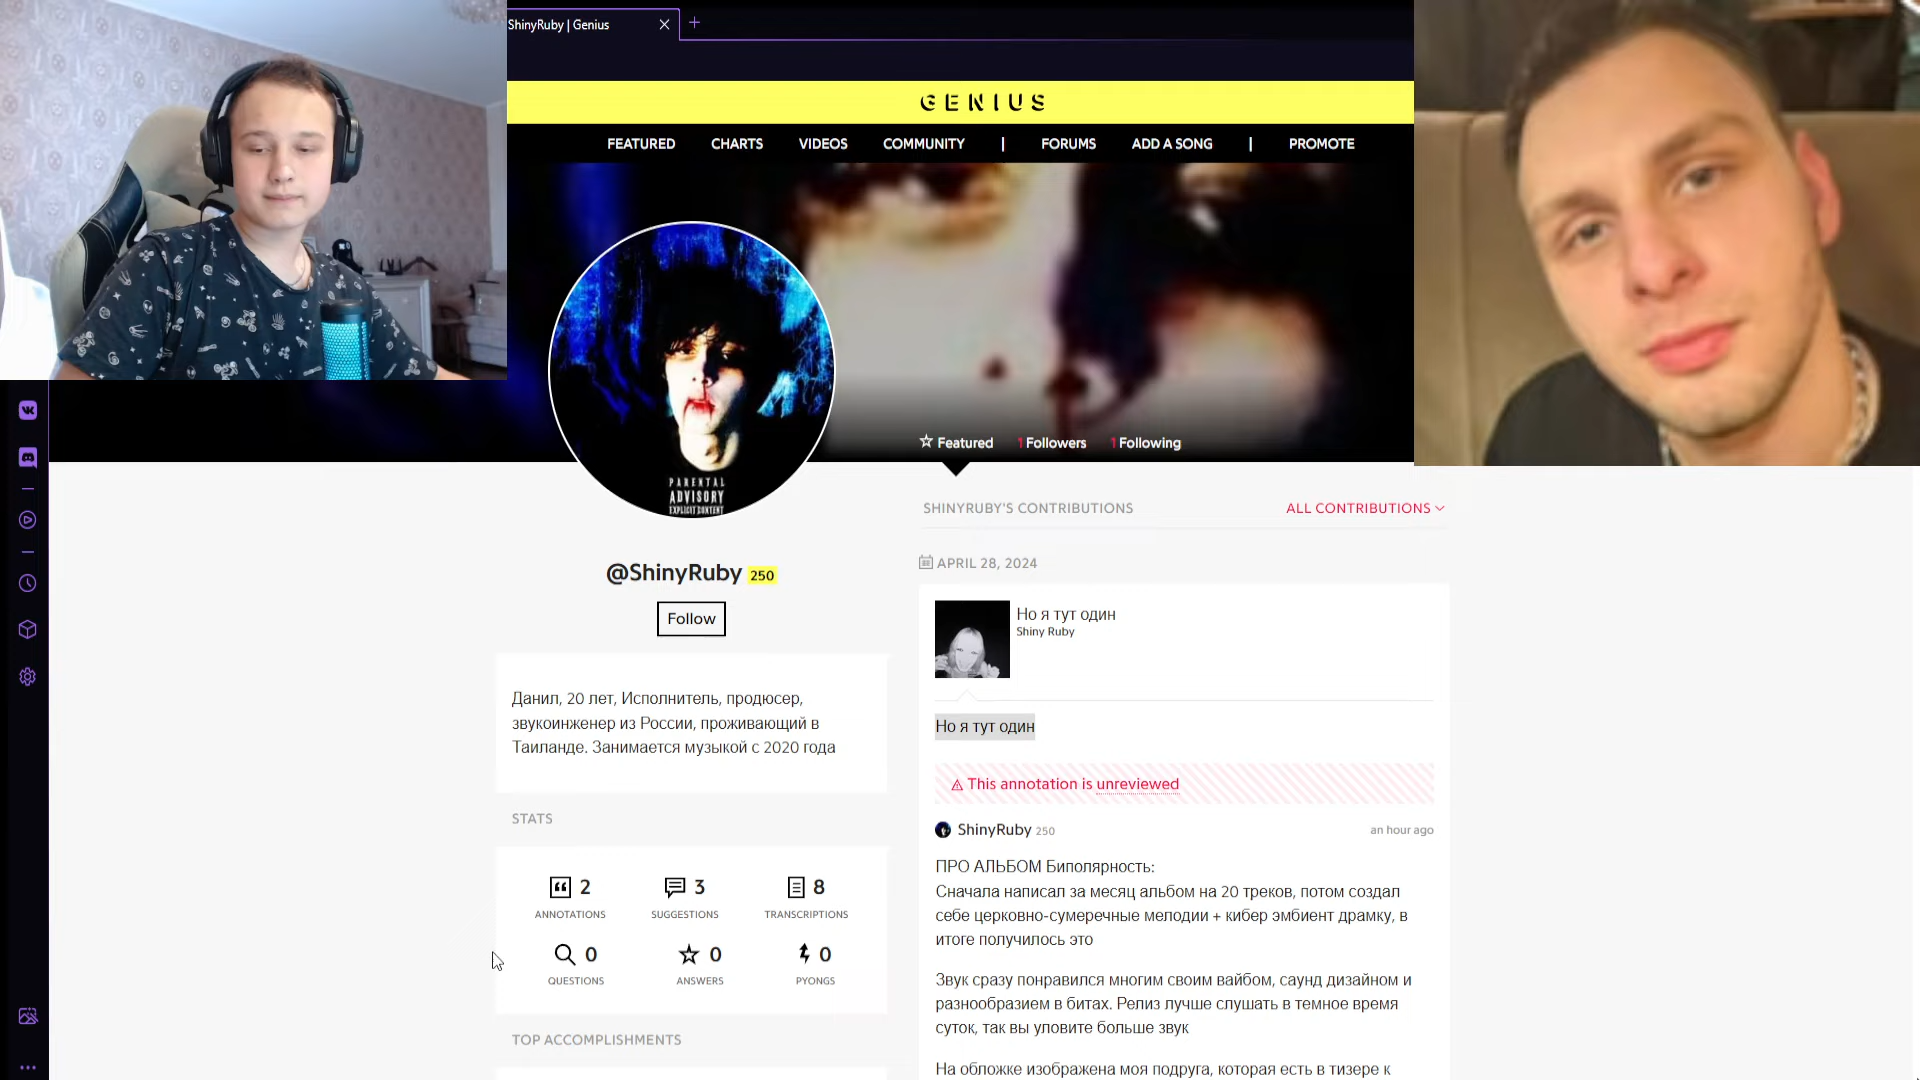 ShinyRuby | Genius
GENIUS
FEATURED CHARTS VIDEOS COMMUNITY | FORUMS ADD A SONG | PROMOTE
PARENTAL
ADVISORY
EXPLICIT CONTENT
Featured 1 Followers 1 Following
SHINYRUBY'S CONTRIBUTIONS ALL CONTRIBUTIONS
APRIL 28, 2024
@ShinyRuby 250
Follow
Данил, 20 лет, Исполнитель, продюсер,
звукоинженер из России, проживающий в
Таиланде. Занимается музыкой с 2020 года
STATS
2 3 8
ANNOTATIONS SUGGESTIONS TRANSCRIPTIONS
0 0 0
QUESTIONS ANSWERS PYONGS
TOP ACCOMPLISHMENTS
Но я тут один
Shiny Ruby
Но я тут один
This annotation is unreviewed
ShinyRuby 250 an hour ago
ПРО АЛЬБОМ Биполярность:
Сначала написал за месяц альбом на 20 треков, потом создал
себе церковно-сумеречные мелодии + кибер эмбиент драмку, в
итоге получилось это
Звук сразу понравился многим своим вайбом, саунд дизайном и
разнообразием в битах. Релиз лучше слушать в темное время
суток, так вы уловите больше звук
На обложке изображена моя подруга, которая есть в тизере к